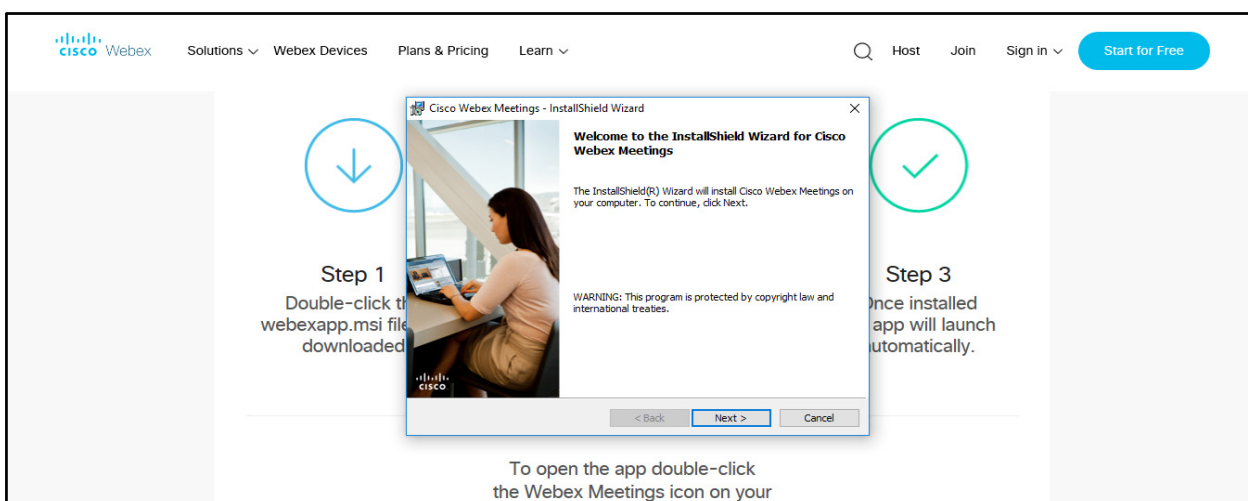 CISCO Webex
Solutions Webex Devices Plans & Pricing Learn Host Join Sign in Start for Free
Cisco Webex Meetings - InstallShield Wizard
Welcome to the InstallShield Wizard for Cisco
Webex Meetings
The InstallShield(R) Wizard will install Cisco Webex Meetings on
your computer. To continue, click Next.
WARNING: This program is protected by copyright law and
international treaties.
CISCO
< Back Next > Cancel
Step 1
Double-click
webexapp.msi
downloaded
Step 3
installed
app will launch
To open the app double-click
the Webex Meetings icon on your